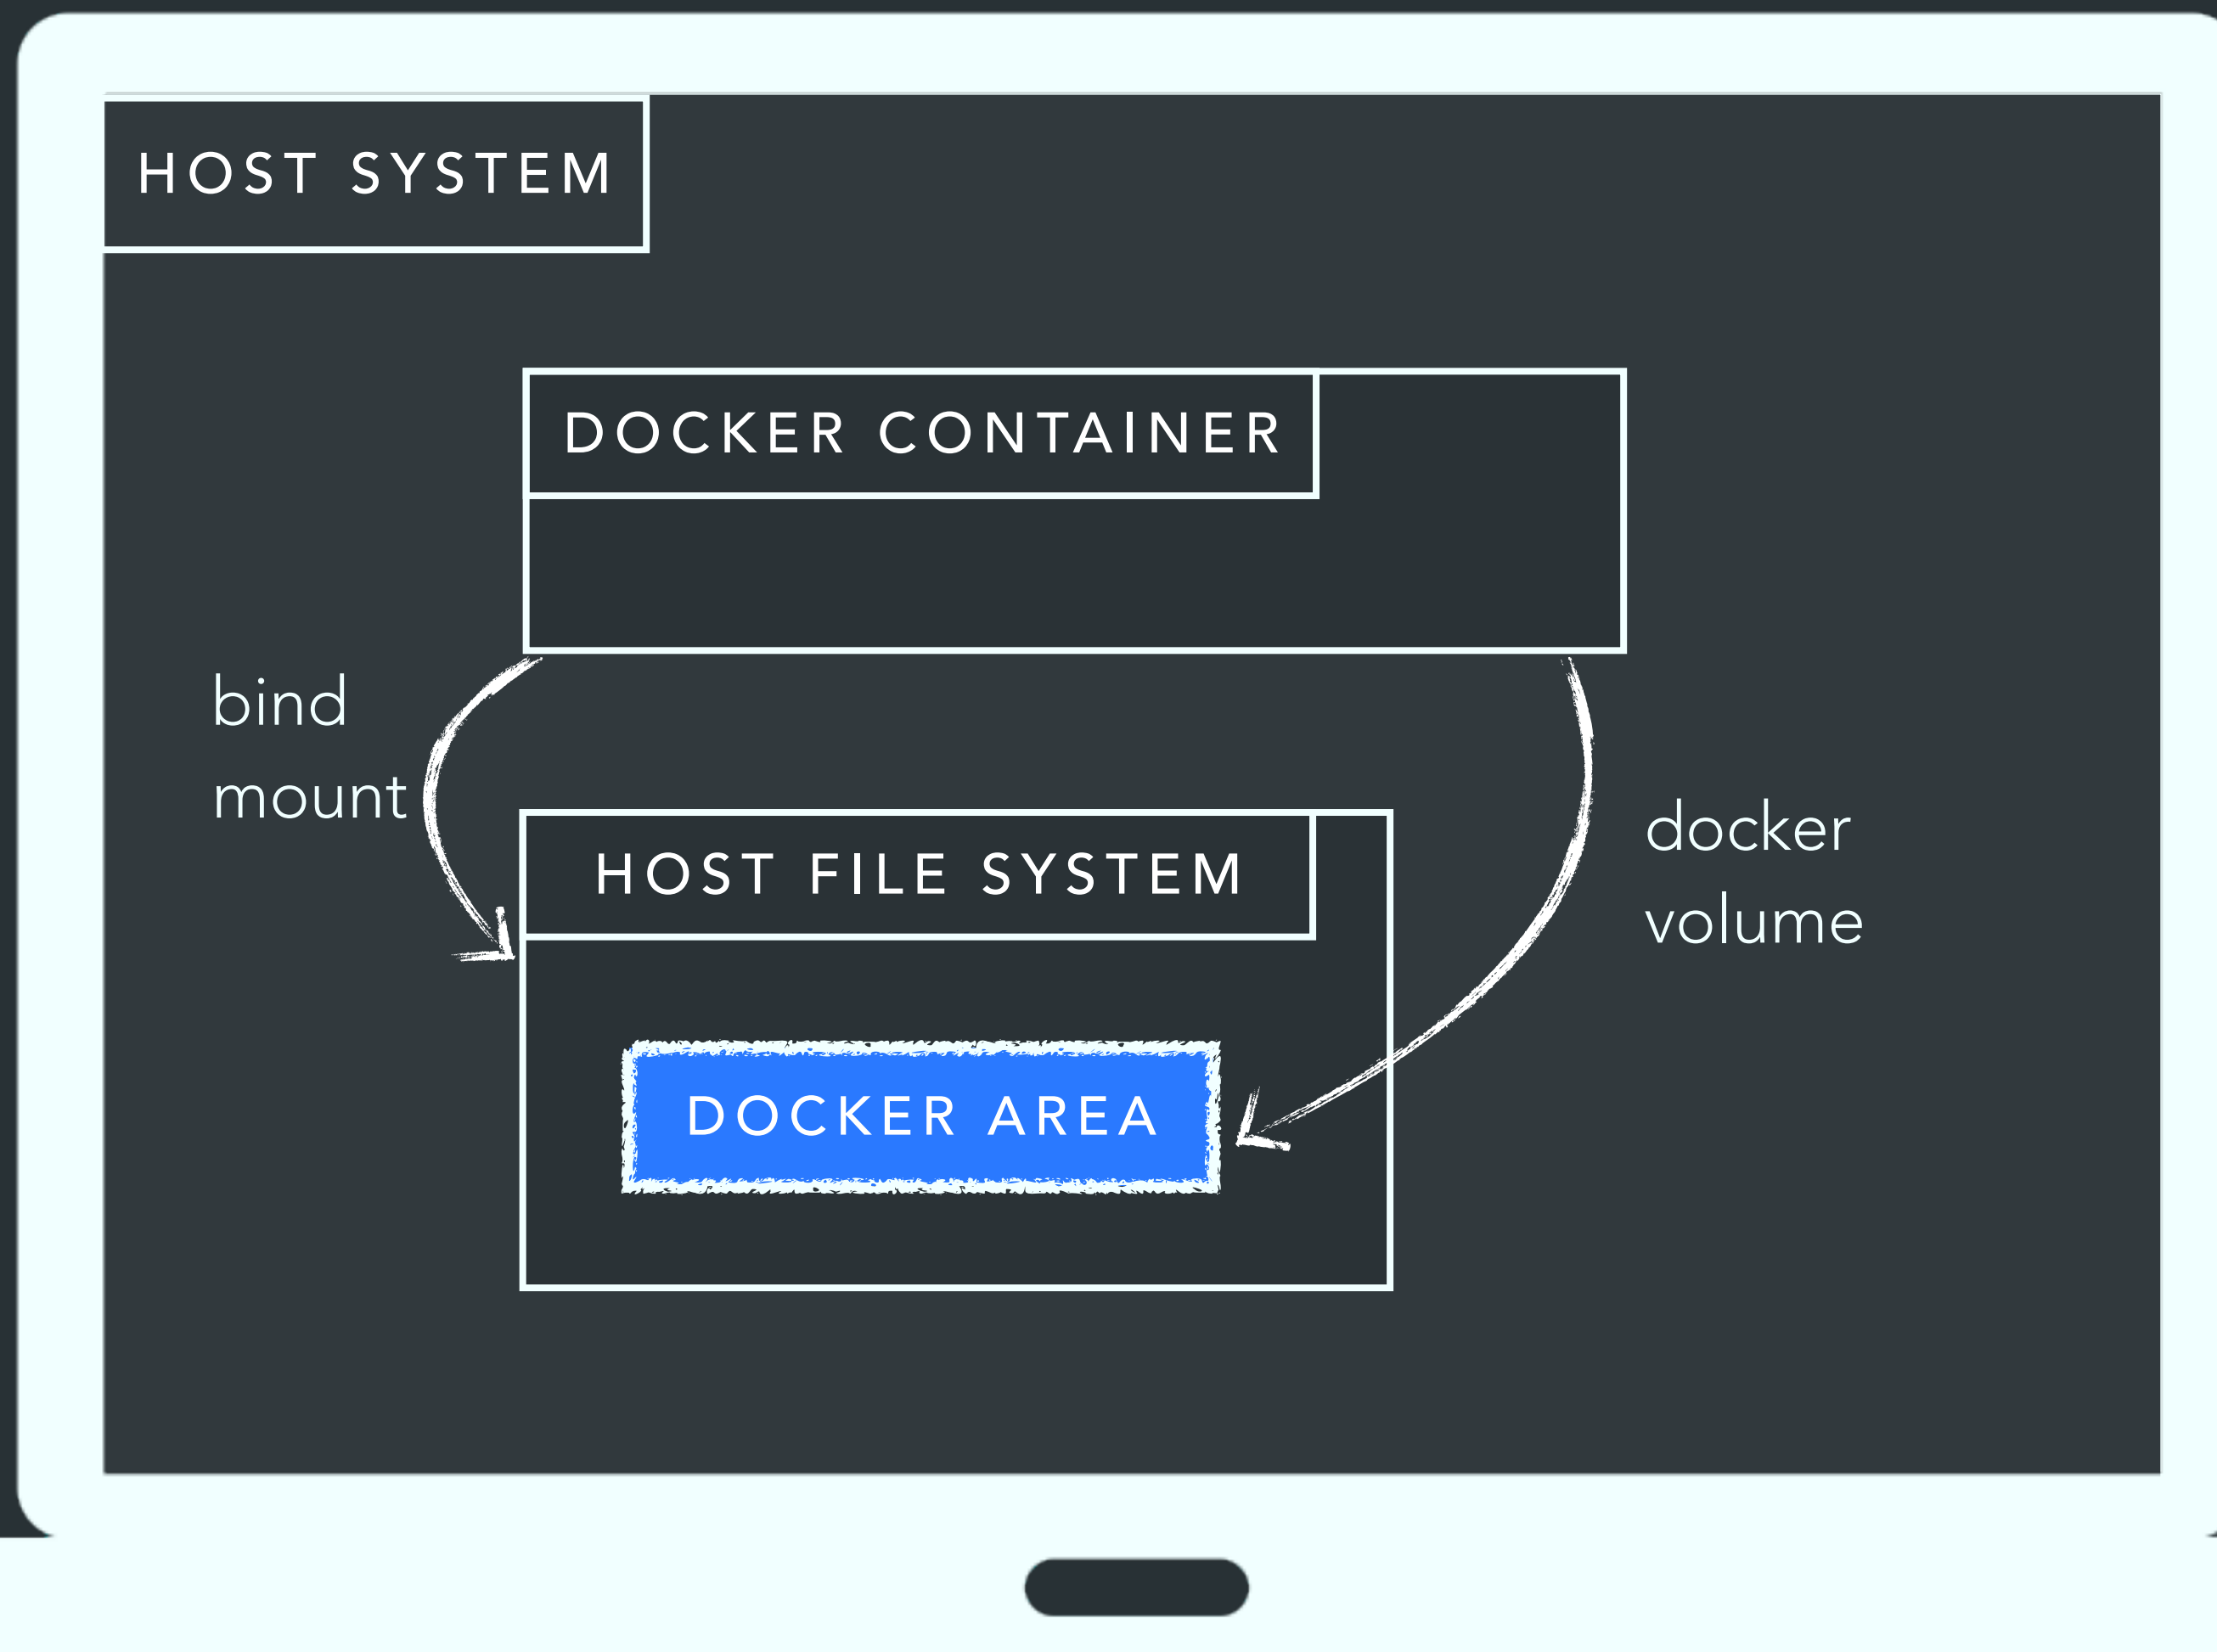 HOST SYSTEM
DOCKER CONTAINER
bind
mount
docker
volume
HOST FILE SYSTEM
DOCKER AREA